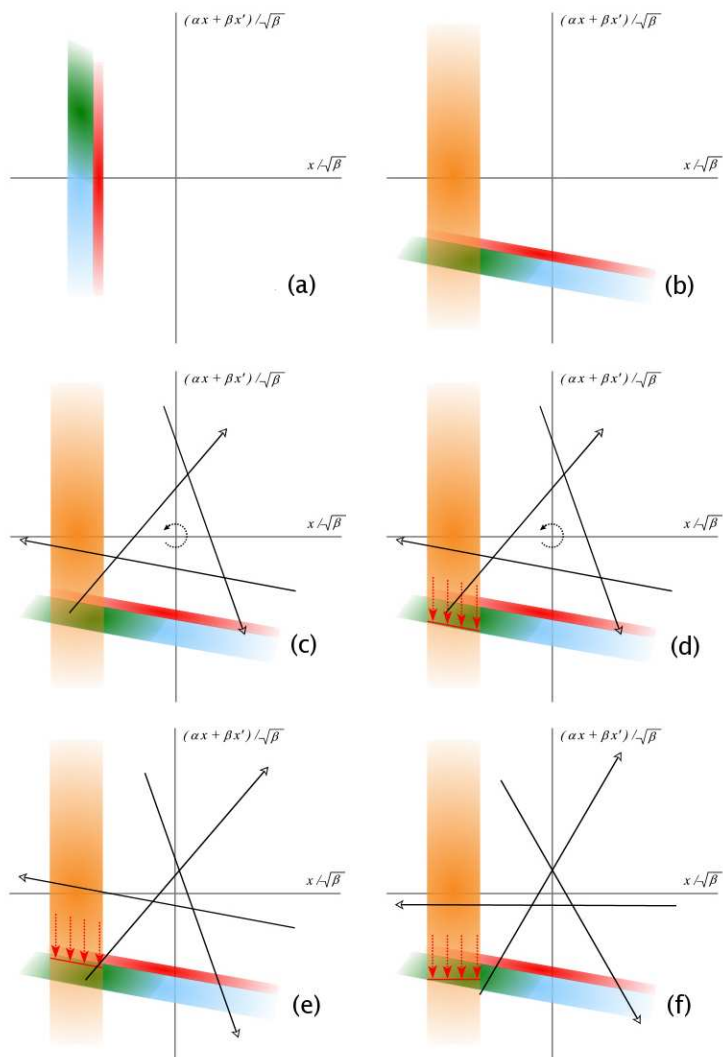 (αx + βx′)/√β
x/√β
(a)
(αx + βx′)/√β
x/√β
(b)
(αx + βx′)/√β
x/√β
(c)
(αx + βx′)/√β
x/√β
(d)
(αx + βx′)/√β
x/√β
(e)
(αx + βx′)/√β
x/√β
(f)